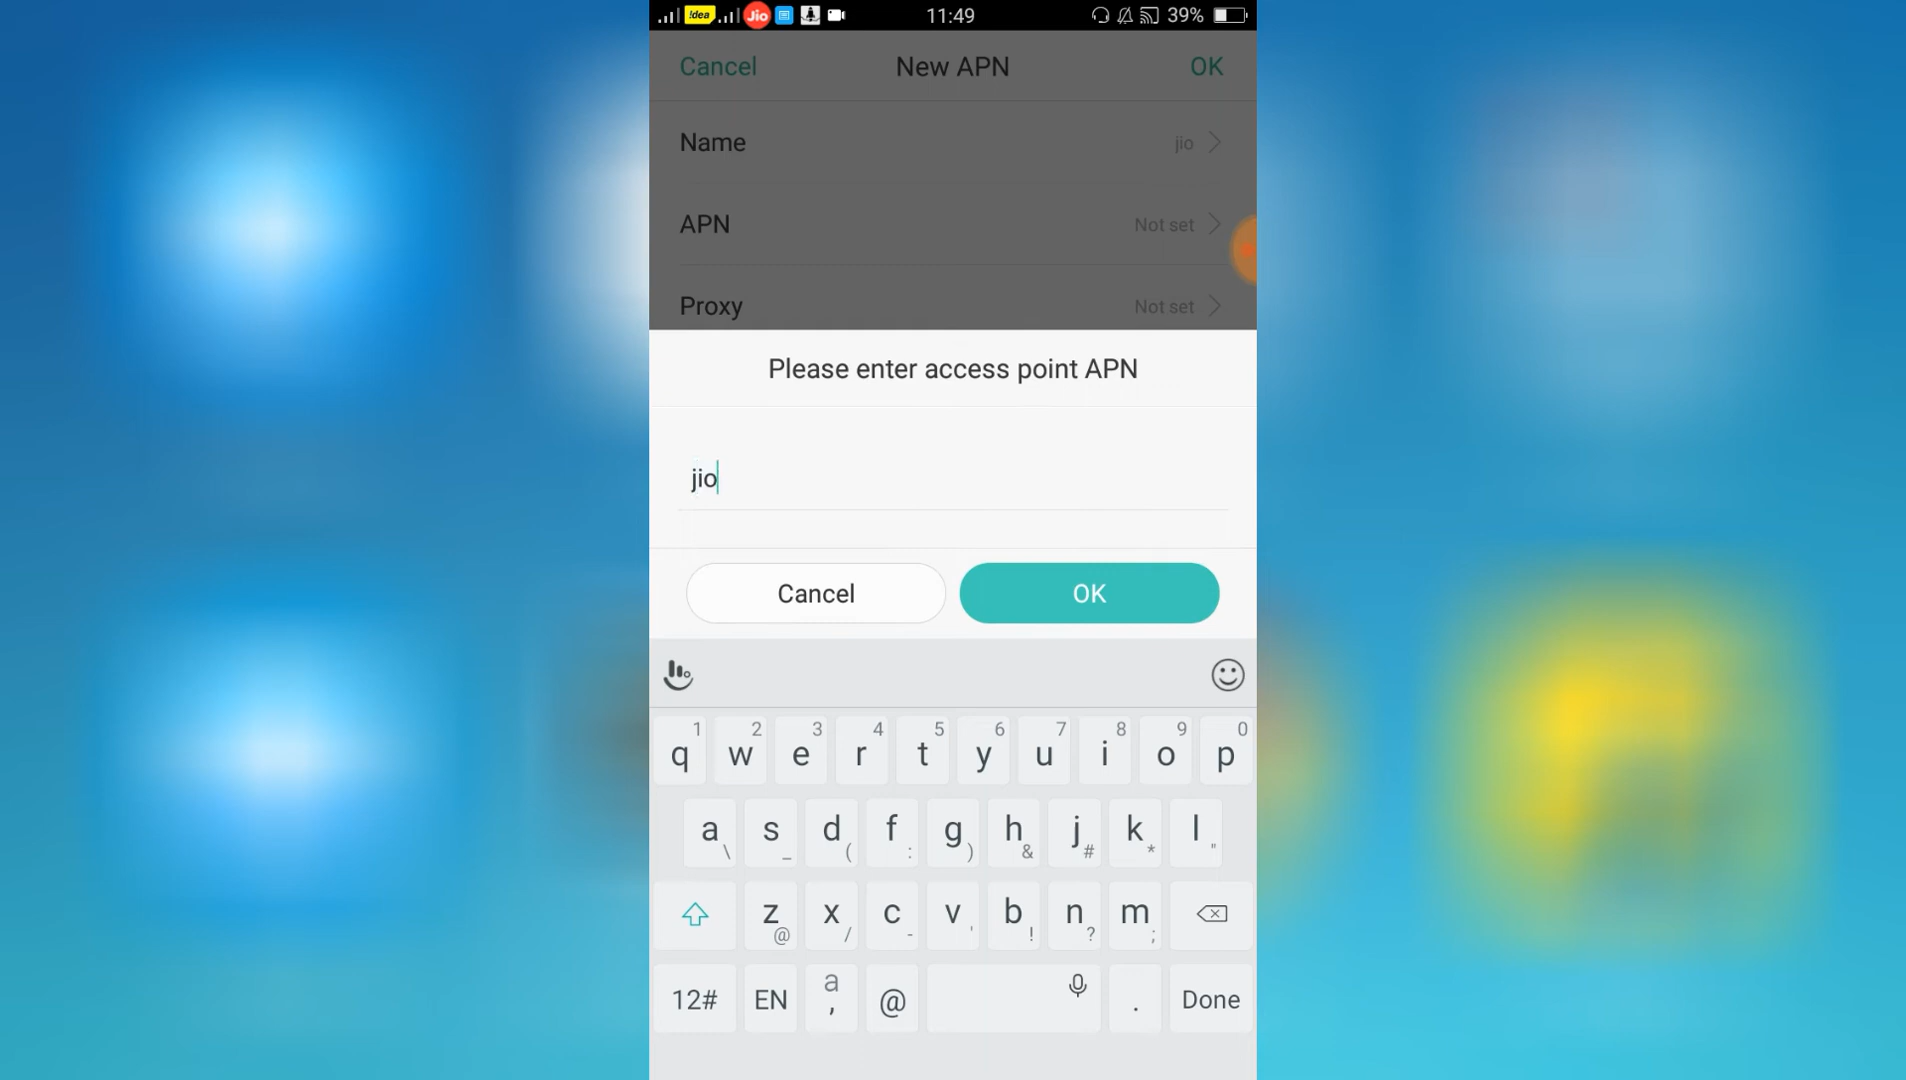 !dea Jio 11:49 39%
Cancel New APN OK
Name jio
APN Not set
Proxy Not set
Please enter access point APN
jio
Cancel OK
1 2 3 4 5 6 7 8 9 0
q w e r t y u i o p
a s d f g h j k l
\ _ ( : ) & # * "
z x c v b n m
@ / - ' ! ? ;
12# EN a , @ . Done